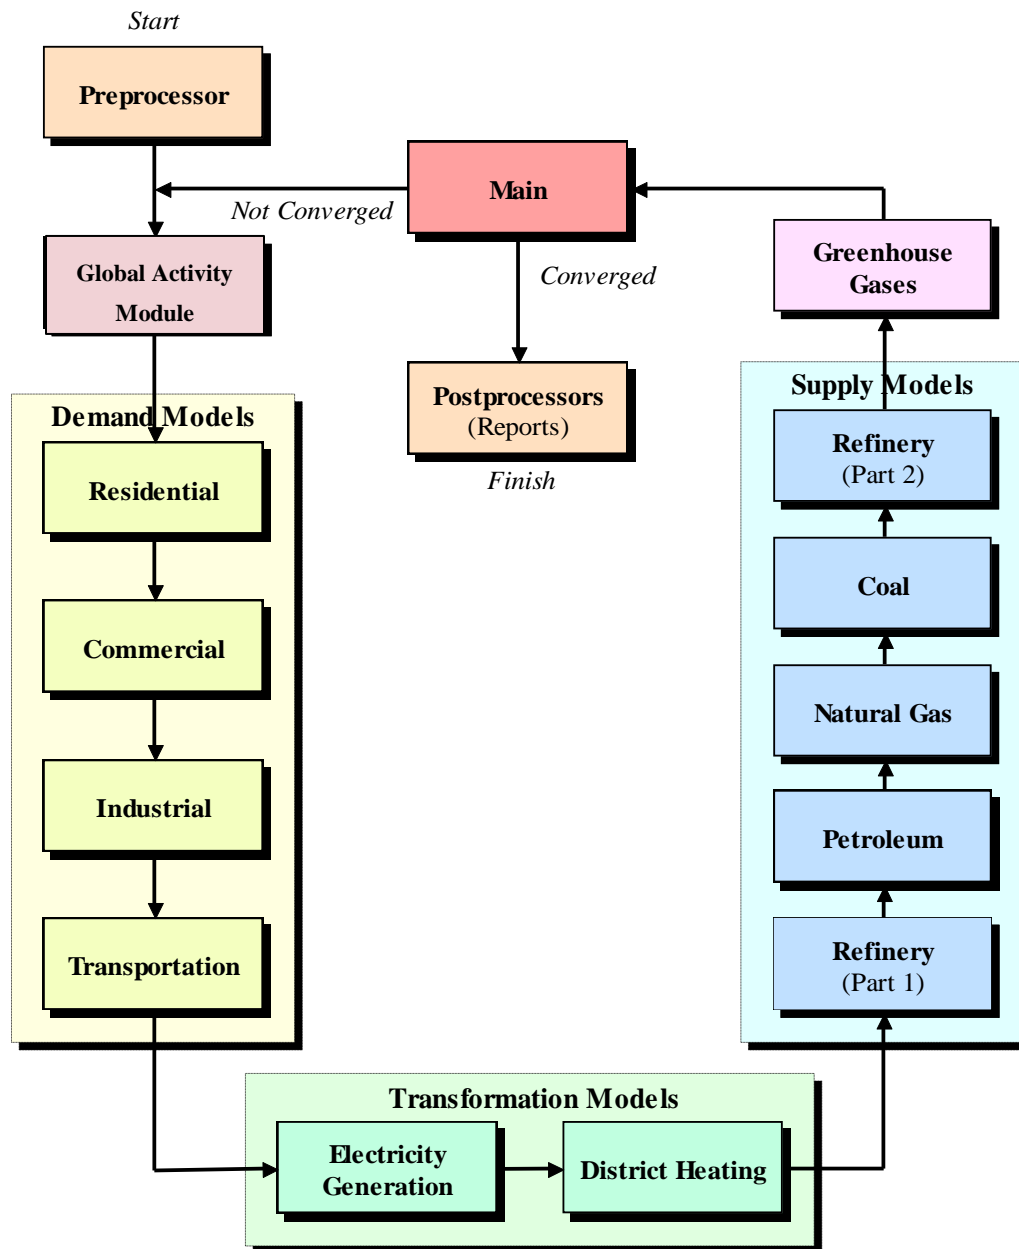 Start
Preprocessor
Main
Not Converged
Converged
Global Activity
Module
Greenhouse
Gases
Postprocessors
(Reports)
Finish
Demand Models
Residential
Commercial
Industrial
Transportation
Transformation Models
Electricity
Generation
District Heating
Supply Models
Refinery
(Part 2)
Coal
Natural Gas
Petroleum
Refinery
(Part 1)